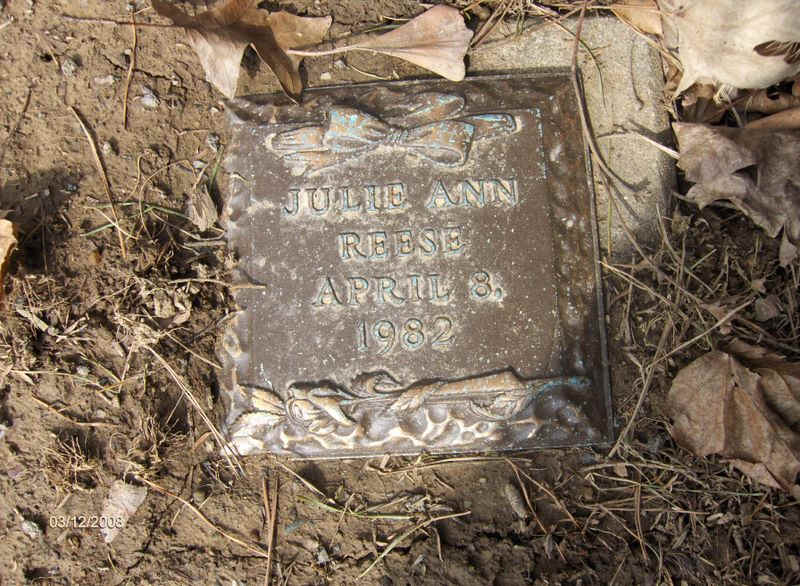 JULIE ANN
REESE
APRIL 8,
1982
03/12/2008